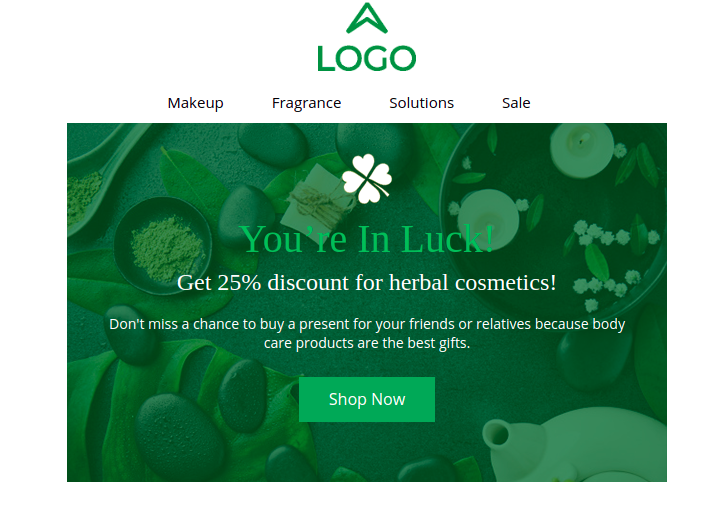 LOGO
Makeup Fragrance Solutions Sale
You're In Luck!
Get 25% discount for herbal cosmetics!
Don't miss a chance to buy a present for your friends or relatives because body
care products are the best gifts.
Shop Now